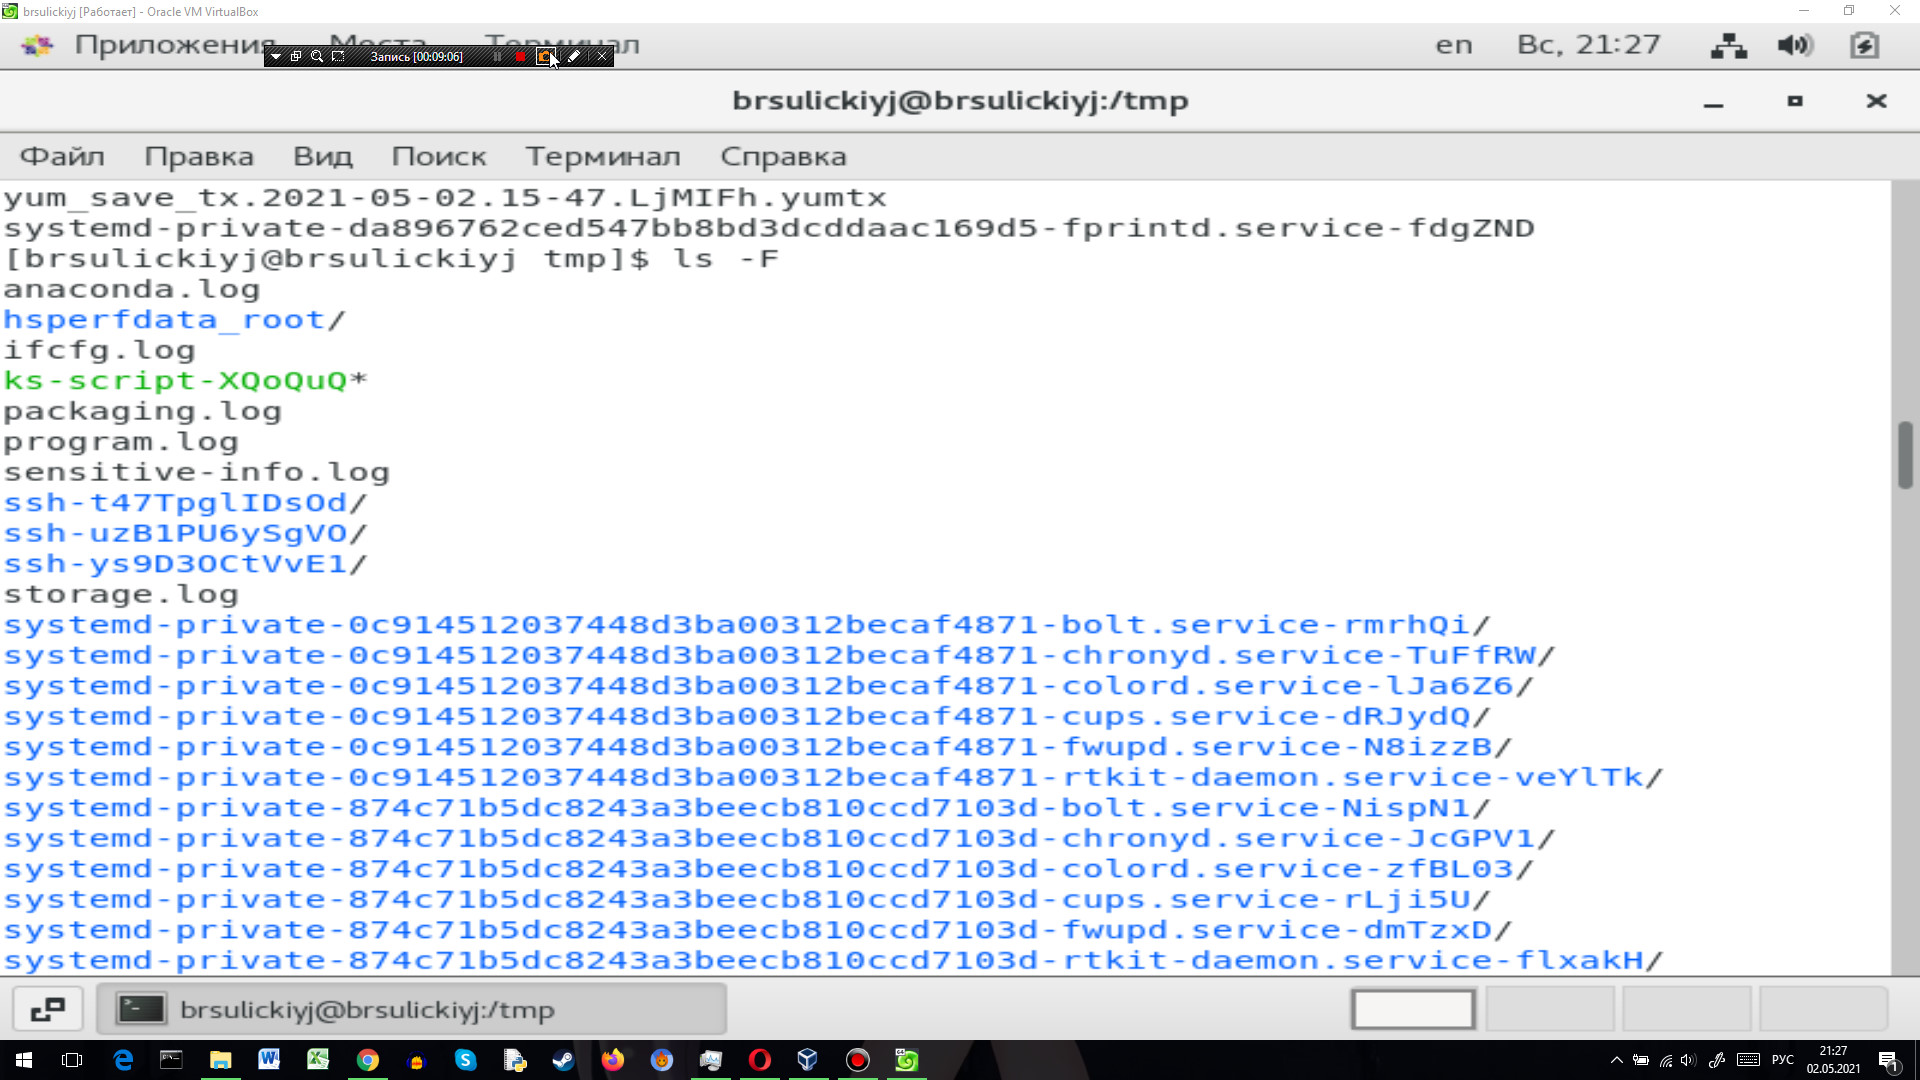 brsulickiyj [Работает] - Oracle VM VirtualBox
Приложения Места Терминал en Вс, 21:27
Запись [00:09:06]
brsulickiyj@brsulickiyj:/tmp
Файл Правка Вид Поиск Терминал Справка
yum_save_tx.2021-05-02.15-47.LjMIFh.yumtx
systemd-private-da896762ced547bb8bd3dcddaac169d5-fprintd.service-fdgZND
[brsulickiyj@brsulickiyj tmp]$ ls -F
anaconda.log
hsperfdata_root/
ifcfg.log
ks-script-XQoQuQ*
packaging.log
program.log
sensitive-info.log
ssh-t47TpglIDsOd/
ssh-uzB1PU6ySgVO/
ssh-ys9D3OCtVvE1/
storage.log
systemd-private-0c914512037448d3ba00312becaf4871-bolt.service-rmrhQi/
systemd-private-0c914512037448d3ba00312becaf4871-chronyd.service-TuFfRW/
systemd-private-0c914512037448d3ba00312becaf4871-colord.service-lJa6Z6/
systemd-private-0c914512037448d3ba00312becaf4871-cups.service-dRJydQ/
systemd-private-0c914512037448d3ba00312becaf4871-fwupd.service-N8izzB/
systemd-private-0c914512037448d3ba00312becaf4871-rtkit-daemon.service-veYlTk/
systemd-private-874c71b5dc8243a3beecb810ccd7103d-bolt.service-NispN1/
systemd-private-874c71b5dc8243a3beecb810ccd7103d-chronyd.service-JcGPV1/
systemd-private-874c71b5dc8243a3beecb810ccd7103d-colord.service-zfBL03/
systemd-private-874c71b5dc8243a3beecb810ccd7103d-cups.service-rLji5U/
systemd-private-874c71b5dc8243a3beecb810ccd7103d-fwupd.service-dmTzxD/
systemd-private-874c71b5dc8243a3beecb810ccd7103d-rtkit-daemon.service-flxakH/
brsulickiyj@brsulickiyj:/tmp
РУС 21:27
02.05.2021